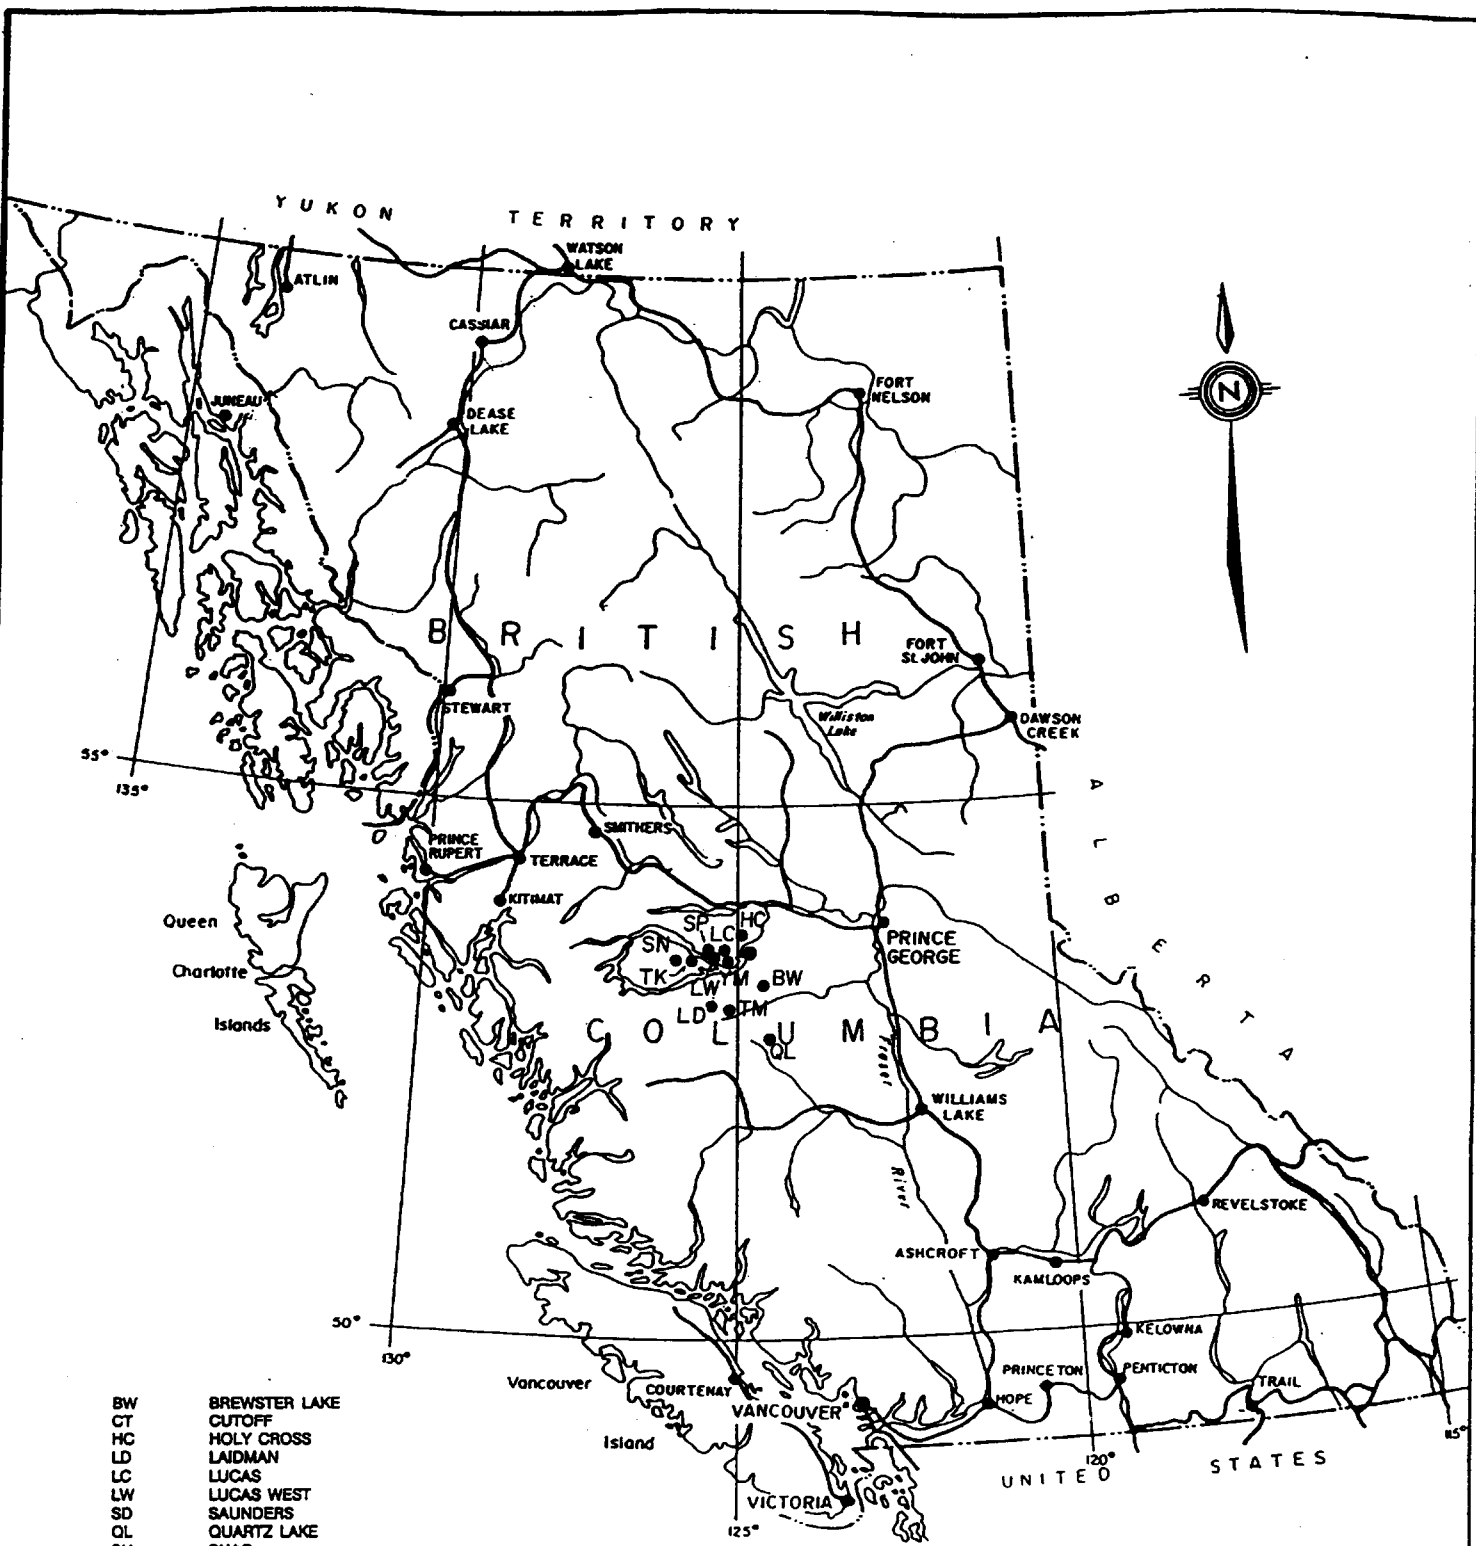 YUKON TERRITORY
WATSON
LAKE
ATLIN
CASSIAR
FORT
NELSON
JUNEAU
DEASE
LAKE
N
BRITISH
FORT
St. JOHN
STEWART
Williston
Lake
DAWSON
CREEK
55°
135°
ALBERTA
SMITHERS
PRINCE
RUPERT
TERRACE
KITIMAT
Queen
Charlotte
Islands
SP
HC
LC
SN
TK
LW
YM
BW
LD
TM
QL
PRINCE
GEORGE
COLUMBIA
Fraser
River
WILLIAMS
LAKE
REVELSTOKE
ASHCROFT
KAMLOOPS
50°
130°
KELOWNA
Vancouver
Island
COURTENAY
PRINCETON
PENTICTON
TRAIL
VANCOUVER
HOPE
120°
115°
UNITED STATES
VICTORIA
125°
BW BREWSTER LAKE
CT CUTOFF
HC HOLY CROSS
LD LAIDMAN
LC LUCAS
LW LUCAS WEST
SD SAUNDERS
QL QUARTZ LAKE